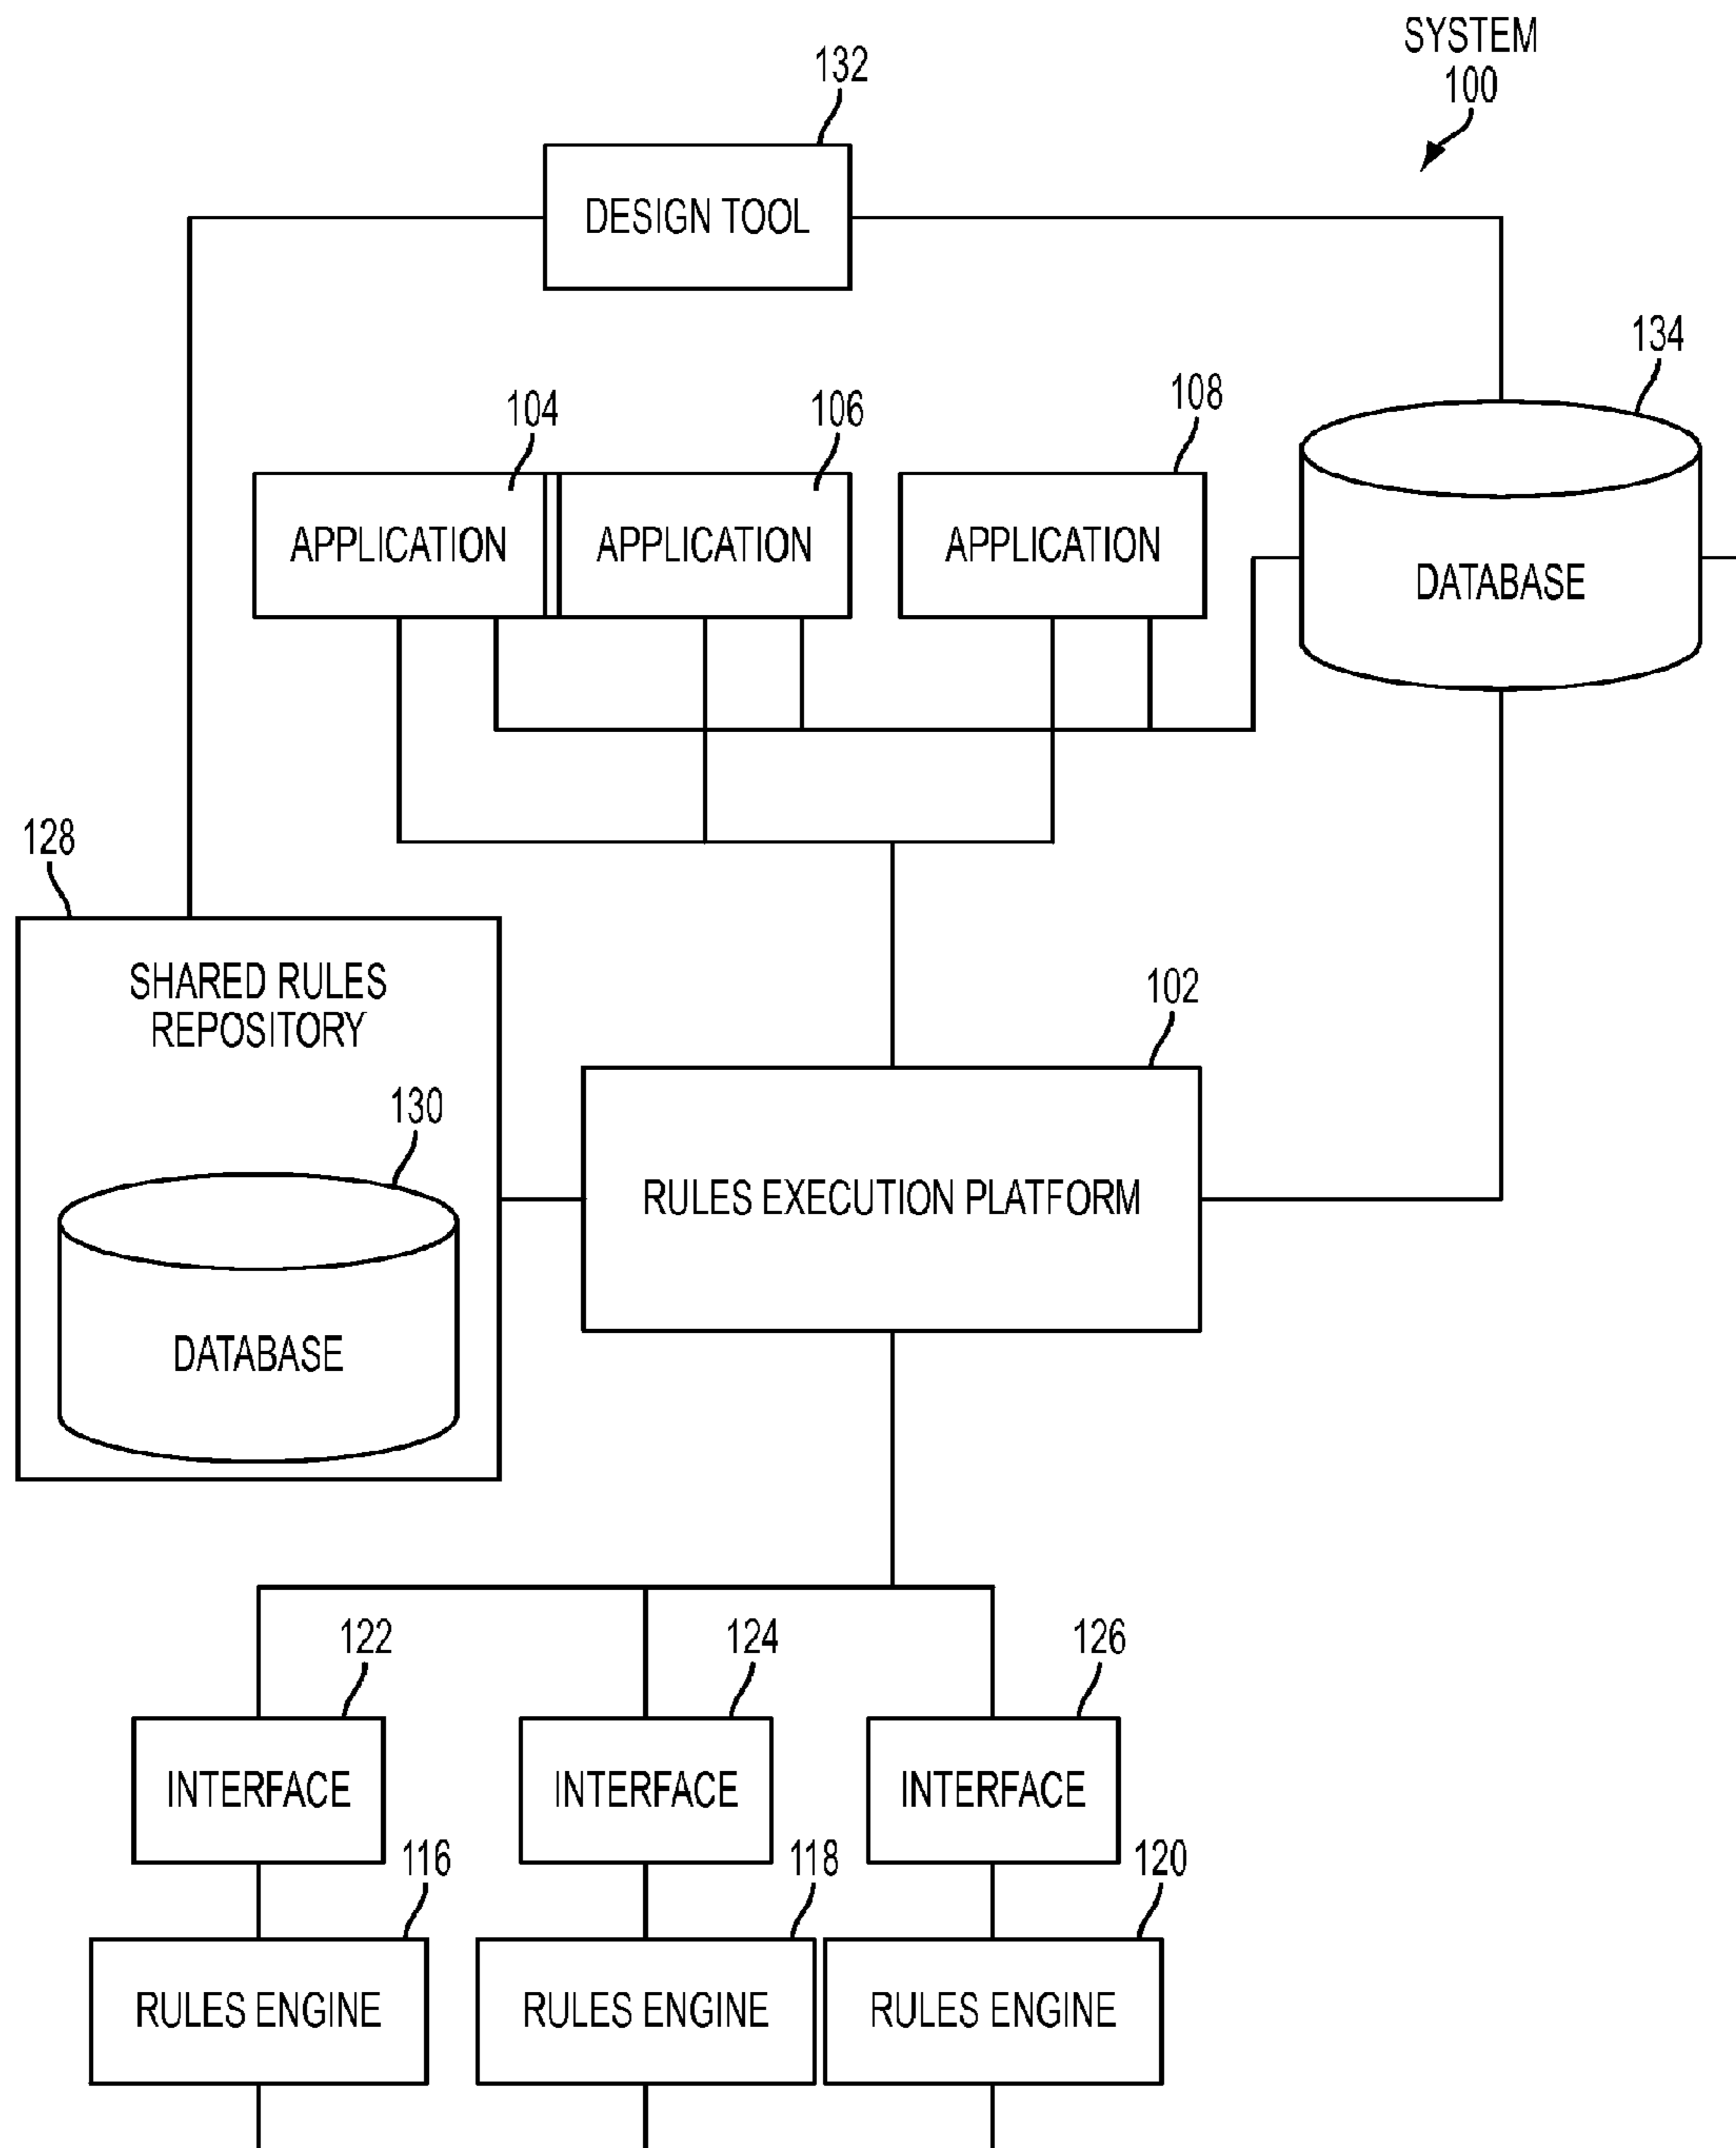 SYSTEM
100
132
DESIGN TOOL
134
104
106
108
APPLICATION
APPLICATION
APPLICATION
DATABASE
128
SHARED RULES
REPOSITORY
102
130
RULES EXECUTION PLATFORM
DATABASE
122
124
126
INTERFACE
INTERFACE
INTERFACE
116
118
120
RULES ENGINE
RULES ENGINE
RULES ENGINE